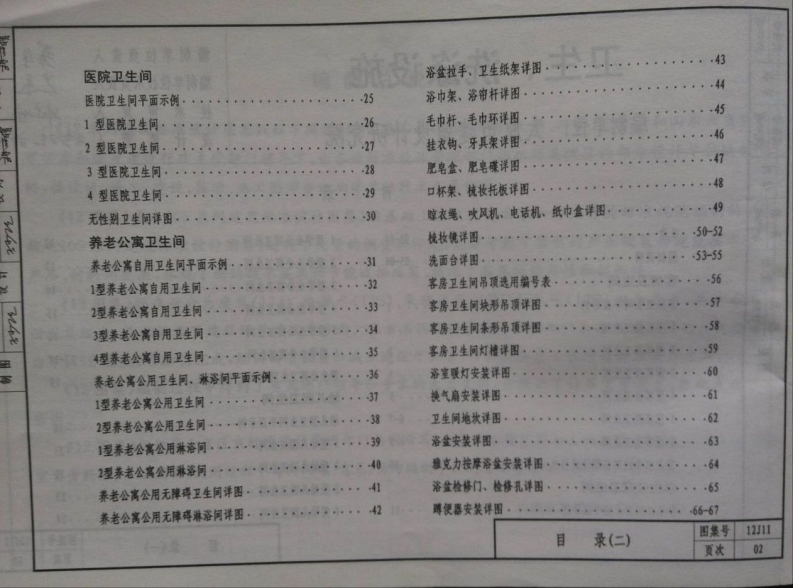 医院卫生间
医院卫生间平面示例 25
1 型医院卫生间 26
2 型医院卫生间 27
3 型医院卫生间 28
4 型医院卫生间 29
无性别卫生间详图 30
养老公寓卫生间
养老公寓自用卫生间平面示例 31
1型养老公寓自用卫生间 32
2型养老公寓自用卫生间 33
3型养老公寓自用卫生间 34
4型养老公寓自用卫生间 35
养老公寓公用卫生间、淋浴间平面示例 36
1型养老公寓公用卫生间 37
2型养老公寓公用卫生间 38
1型养老公寓公用淋浴间 39
2型养老公寓公用淋浴间 40
养老公寓公用无障碍卫生间详图 41
养老公寓公用无障碍淋浴间详图 42
浴盆拉手、卫生纸架详图 43
浴巾架、浴帘杆详图 44
毛巾杆、毛巾环详图 45
挂衣钩、牙具架详图 46
肥皂盒、肥皂碟详图 47
口杯架、梳妆托板详图 48
晾衣绳、吹风机、电话机、纸巾盒详图 49
梳妆镜详图 50-52
洗面台详图 53-55
客房卫生间吊顶选用编号表 56
客房卫生间块形吊顶详图 57
客房卫生间条形吊顶详图 58
客房卫生间灯槽详图 59
浴室暖灯安装详图 60
换气扇安装详图 61
卫生间地坎详图 62
浴盆安装详图 63
雅克力按摩浴盆安装详图 64
浴盆检修门、检修孔详图 65
蹲便器安装详图 66-67
目 录(二)
图集号 12J11
页次 02